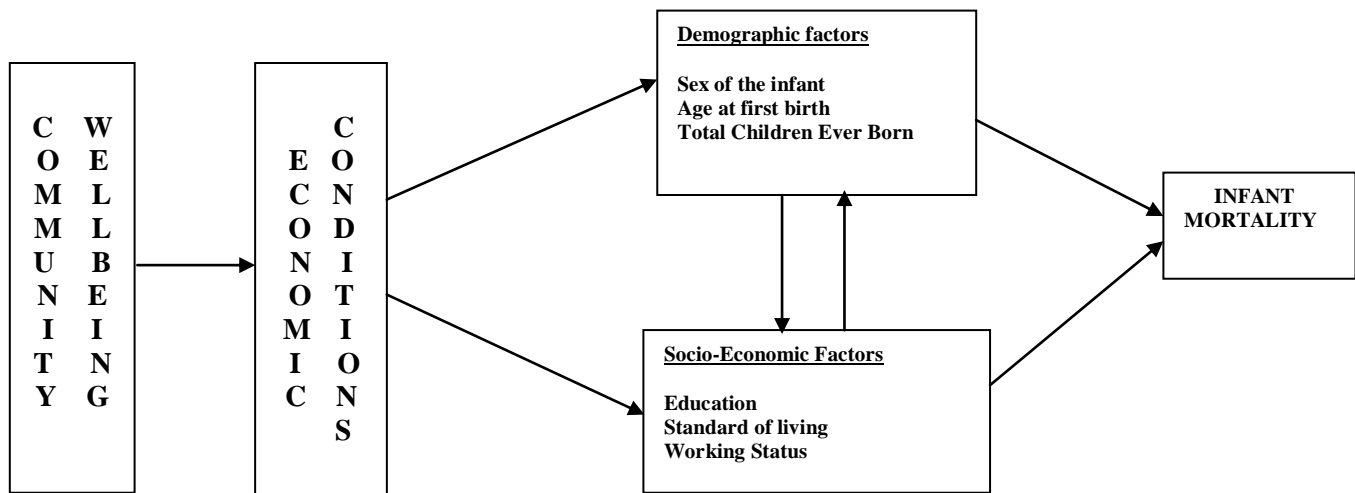 COMMUNITY
WELLBEING
ECONOMIC
CONDITIONS
Demographic factors
Sex of the infant
Age at first birth
Total Children Ever Born
Socio-Economic Factors
Education
Standard of living
Working Status
INFANT
MORTALITY